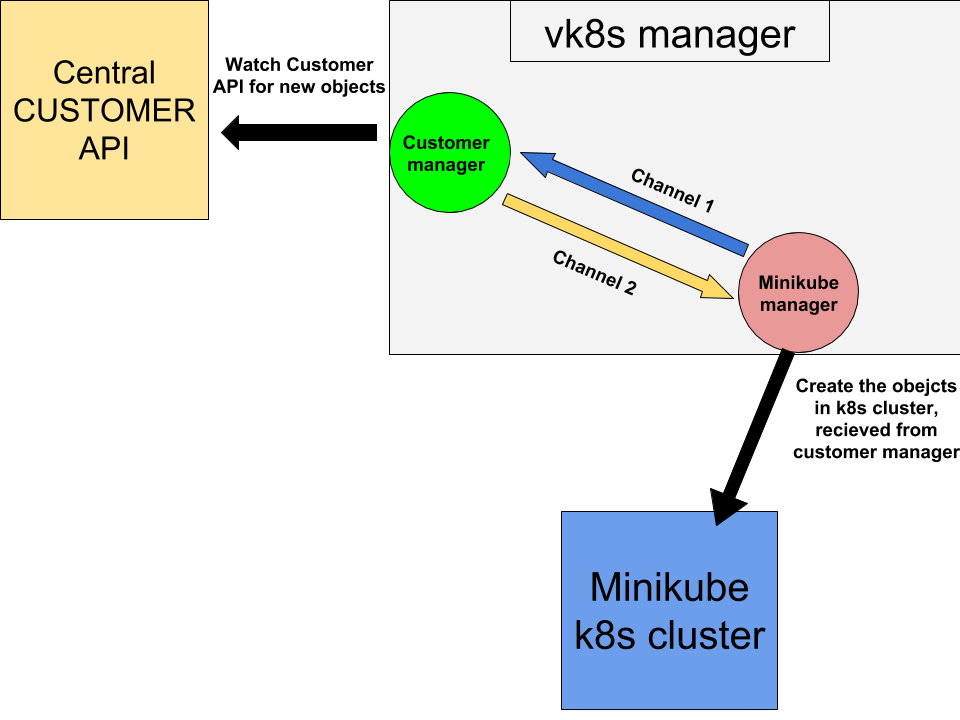 Central
CUSTOMER
API
Watch Customer
API for new objects
vk8s manager
Customer
manager
Channel 1
Channel 2
Minikube
manager
Create the obejcts
in k8s cluster,
recieved from
customer manager
Minikube
k8s cluster